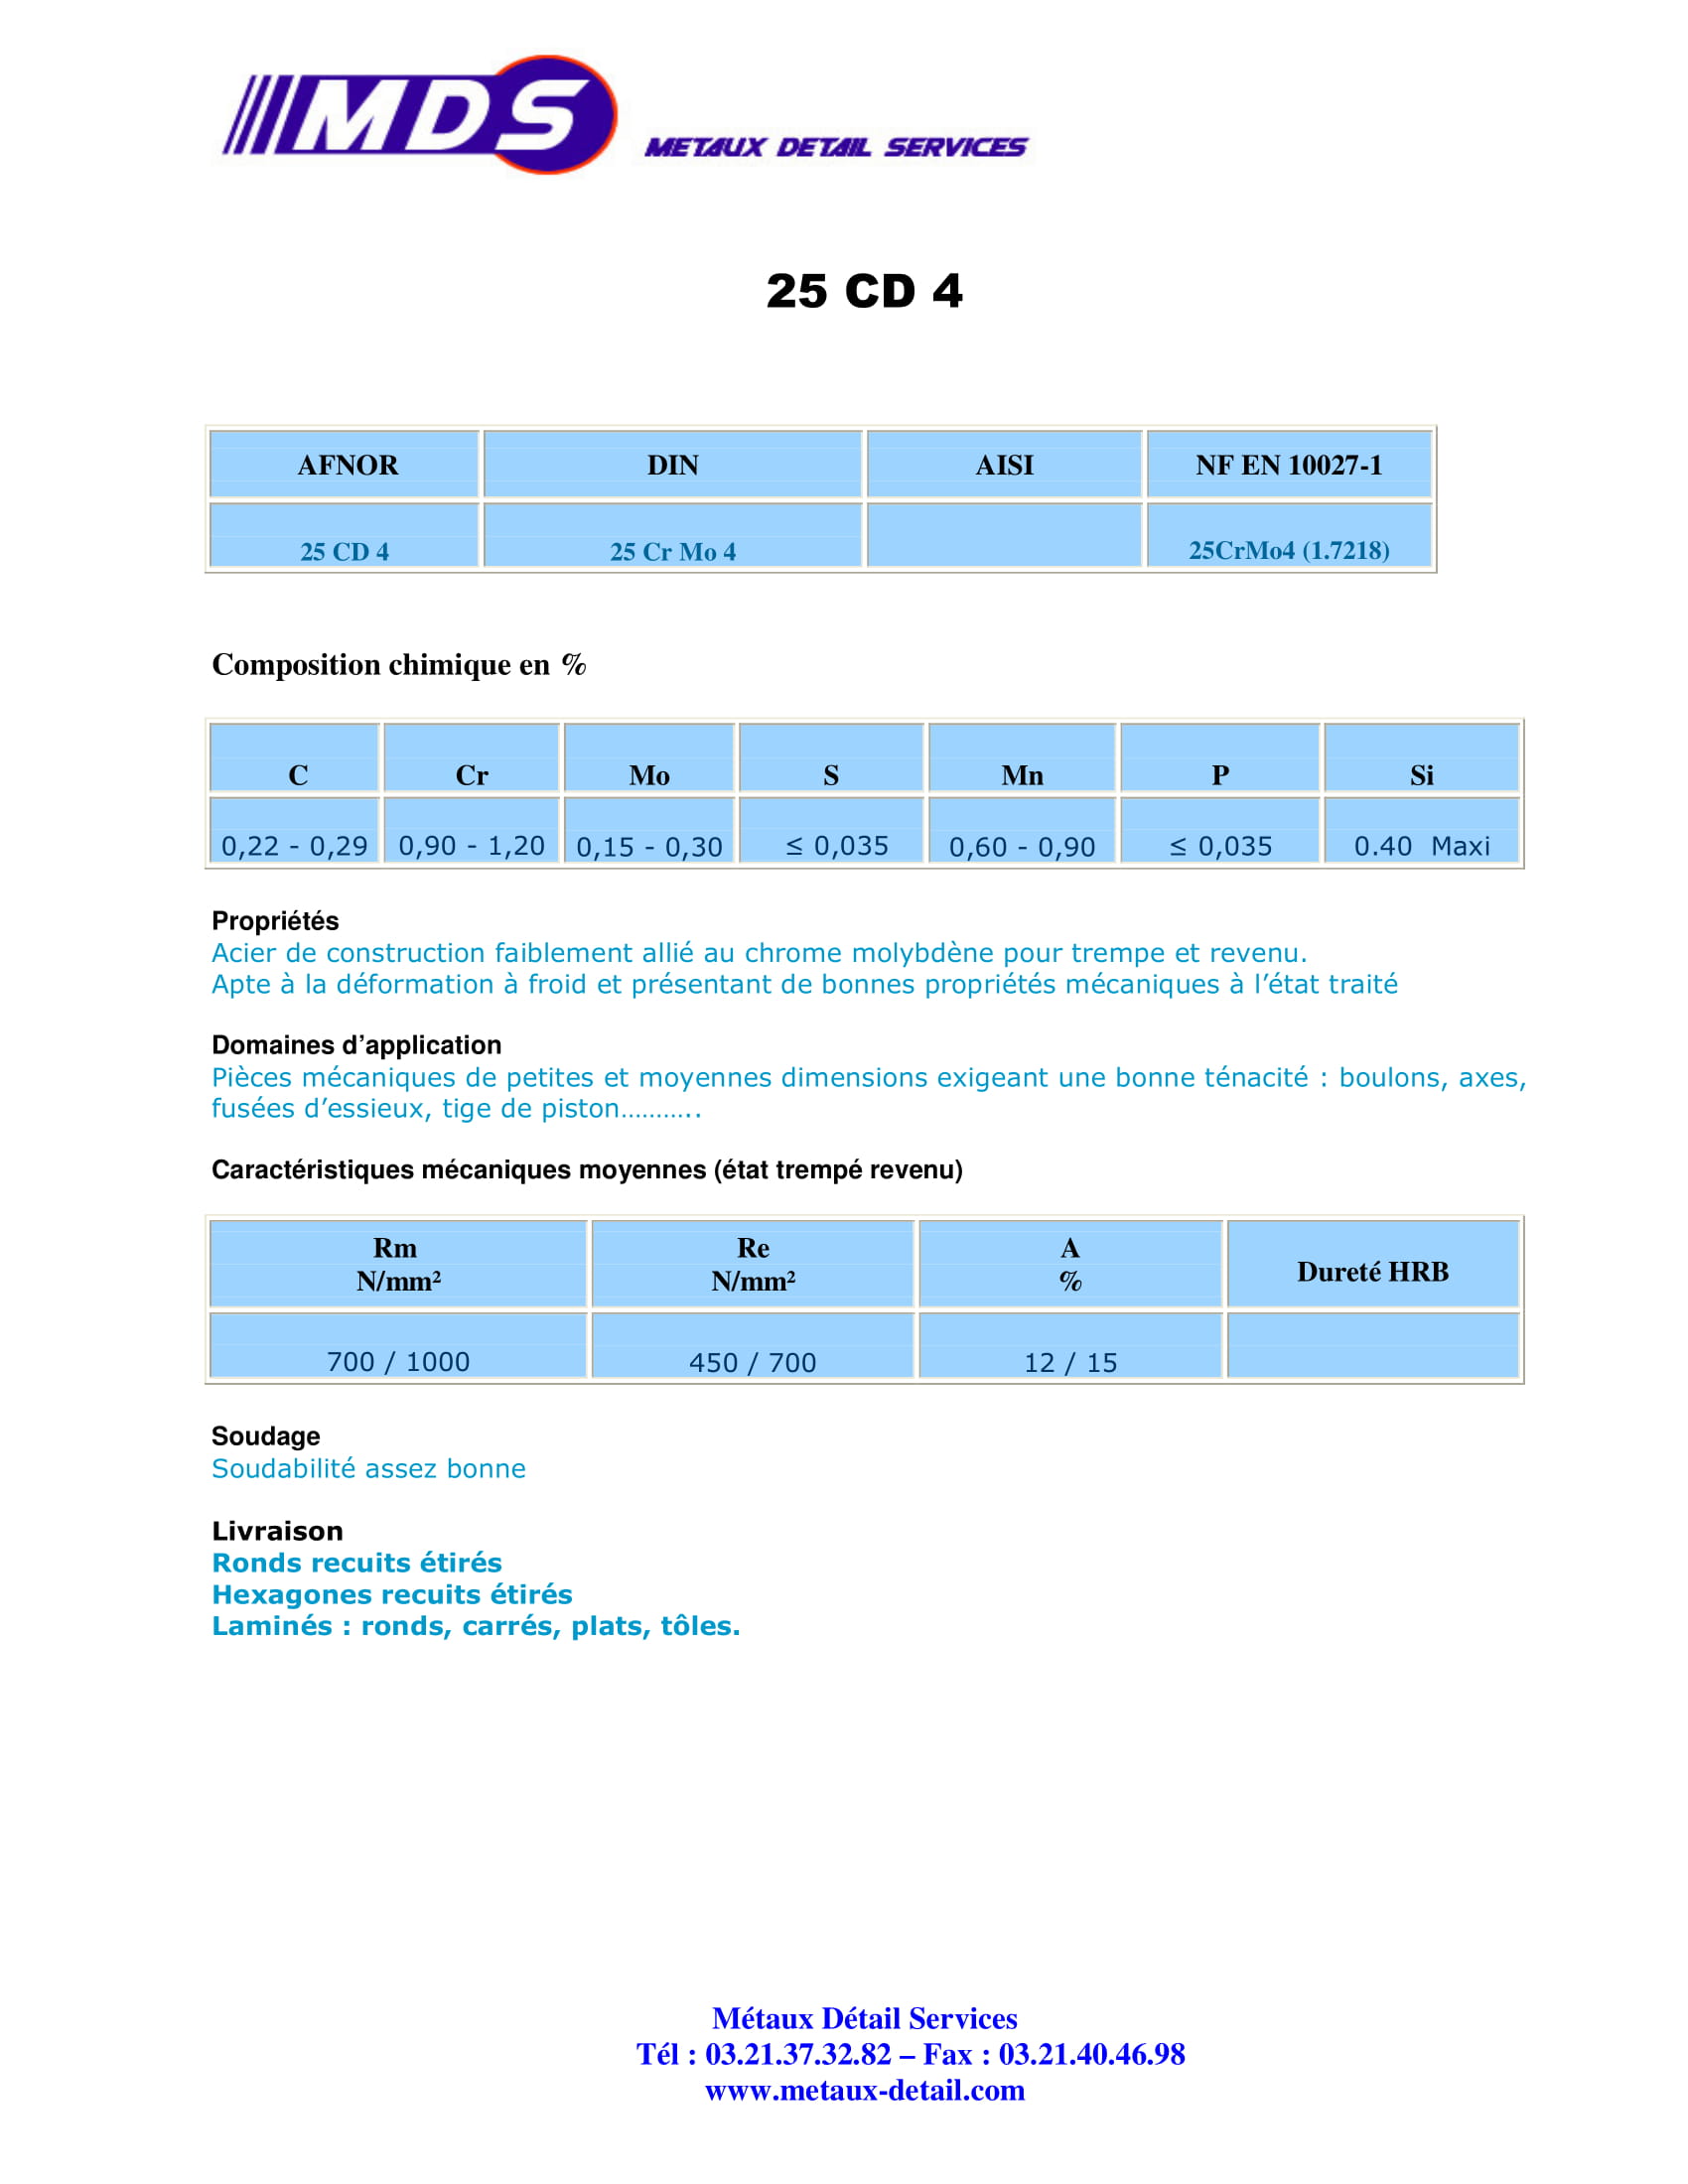 MDS METAUX DETAIL SERVICES
25 CD 4
AFNOR DIN AISI NF EN 10027-1
25 CD 4 25 Cr Mo 4 25CrMo4 (1.7218)
Composition chimique en %
C Cr Mo S Mn P Si
0,22 - 0,29 0,90 - 1,20 0,15 - 0,30 ≤ 0,035 0,60 - 0,90 ≤ 0,035 0.40 Maxi
Propriétés
Acier de construction faiblement allié au chrome molybdène pour trempe et revenu.
Apte à la déformation à froid et présentant de bonnes propriétés mécaniques à l’état traité
Domaines d’application
Pièces mécaniques de petites et moyennes dimensions exigeant une bonne ténacité : boulons, axes,
fusées d’essieux, tige de piston………..
Caractéristiques mécaniques moyennes (état trempé revenu)
Rm Re A Dureté HRB
N/mm² N/mm² %
700 / 1000 450 / 700 12 / 15
Soudage
Soudabilité assez bonne
Livraison
Ronds recuits étirés
Hexagones recuits étirés
Laminés : ronds, carrés, plats, tôles.
Métaux Détail Services
Tél : 03.21.37.32.82 – Fax : 03.21.40.46.98
www.metaux-detail.com